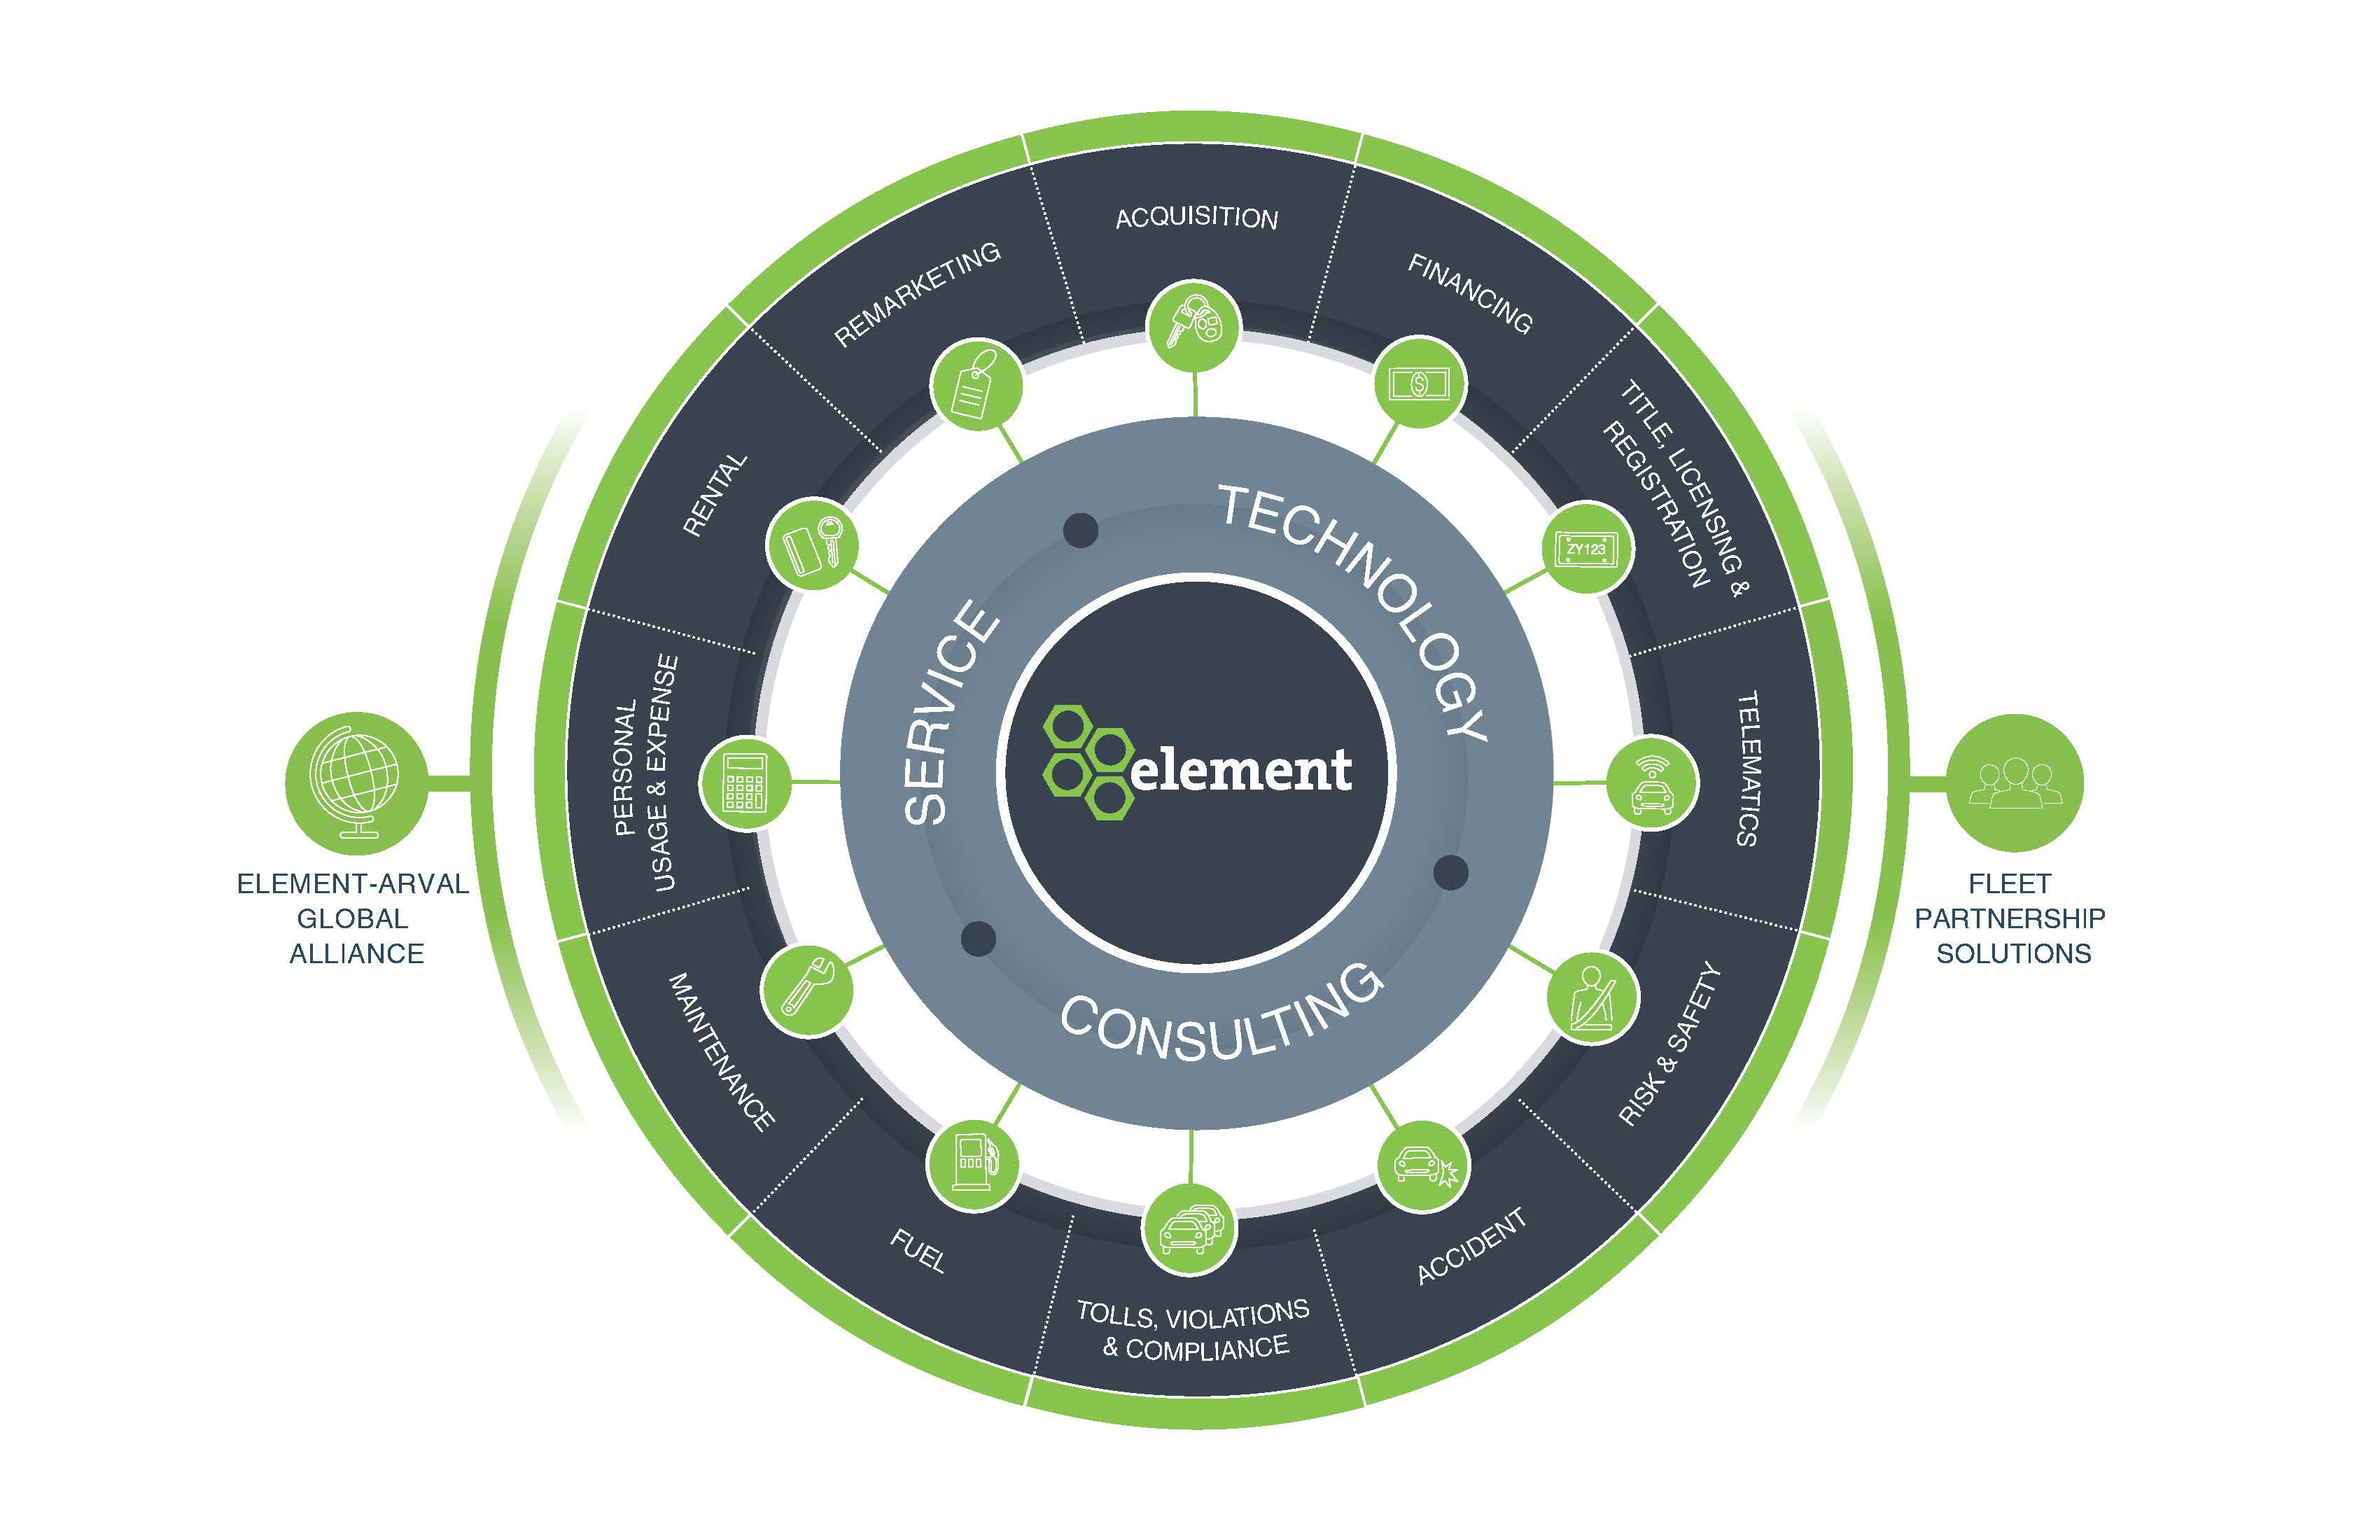 ACQUISITION
FINANCING
TITLE, LICENSING &
REGISTRATION
ZY123
TELEMATICS
RISK & SAFETY
ACCIDENT
TOLLS, VIOLATIONS
& COMPLIANCE
FUEL
MAINTENANCE
PERSONAL
USAGE & EXPENSE
RENTAL
REMARKETING
TECHNOLOGY
CONSULTING
SERVICE
element
ELEMENT-ARVAL
GLOBAL
ALLIANCE
FLEET
PARTNERSHIP
SOLUTIONS
$